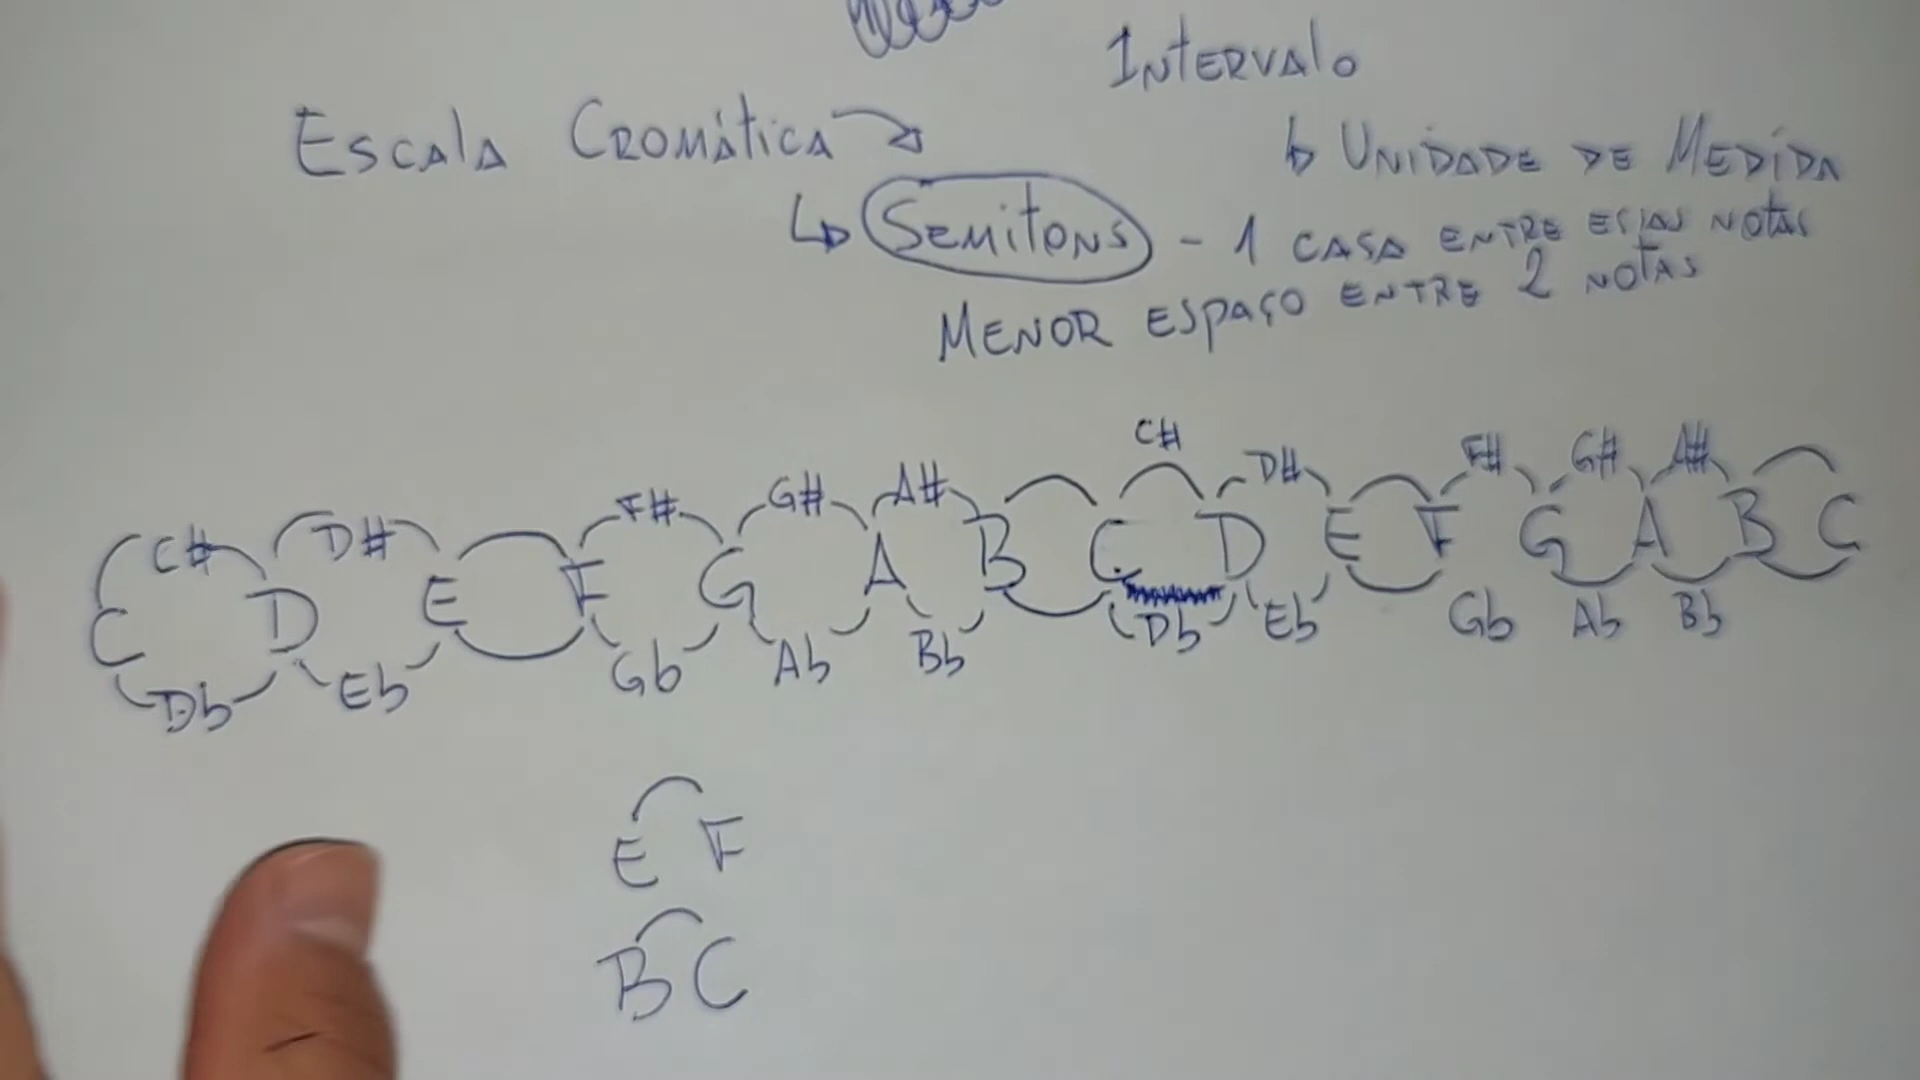 Intervalo
Escala Cromática
↳ Unidade de Medida
↳ Semitons - 1 casa entre essas notas
Menor espaço entre 2 notas
C# D# F# G# A# C# D# F# G# A#
C D E F G A B C D E F G A B C
Db Eb Gb Ab Bb Db Eb Gb Ab Bb
E F
B C